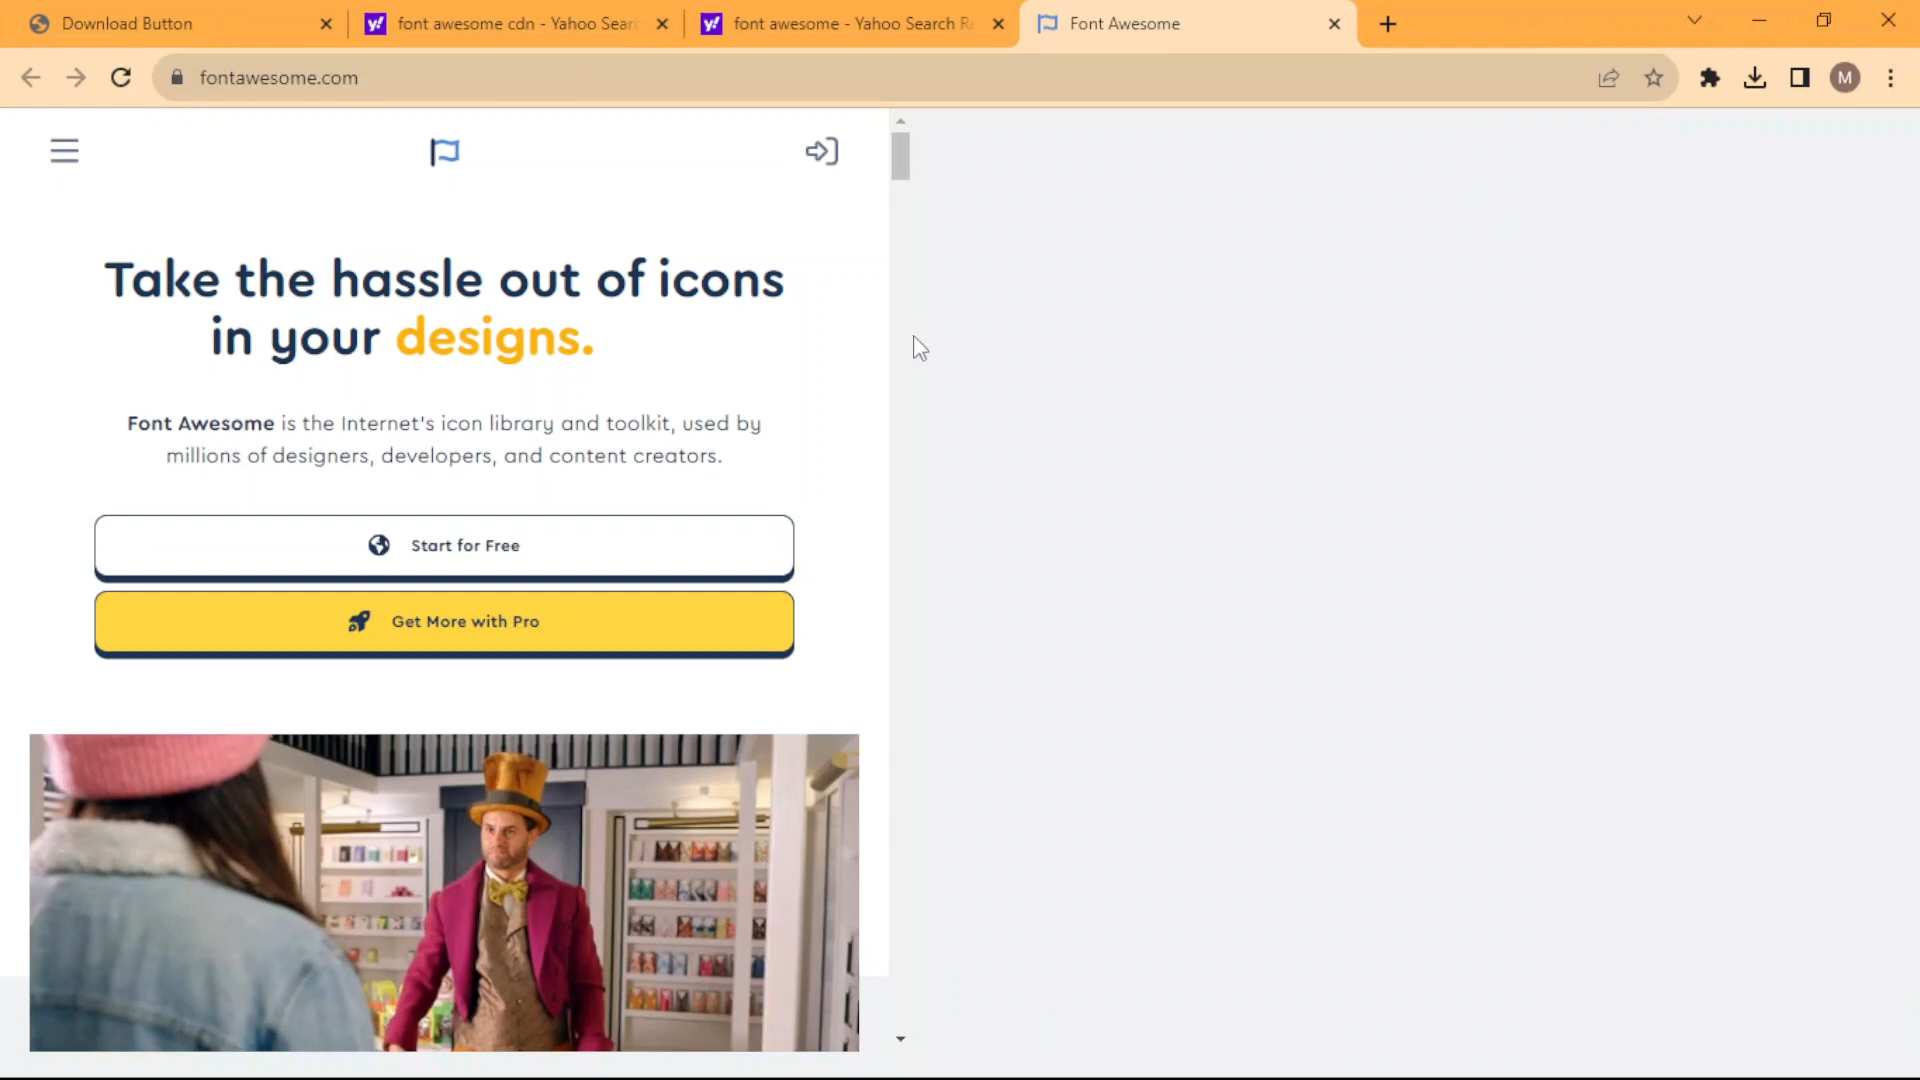 Download Button
font awesome cdn - Yahoo Sear
font awesome - Yahoo Search Re
Font Awesome
fontawesome.com
M
Take the hassle out of icons
in your designs.
Font Awesome is the Internet's icon library and toolkit, used by
millions of designers, developers, and content creators.
Start for Free
Get More with Pro